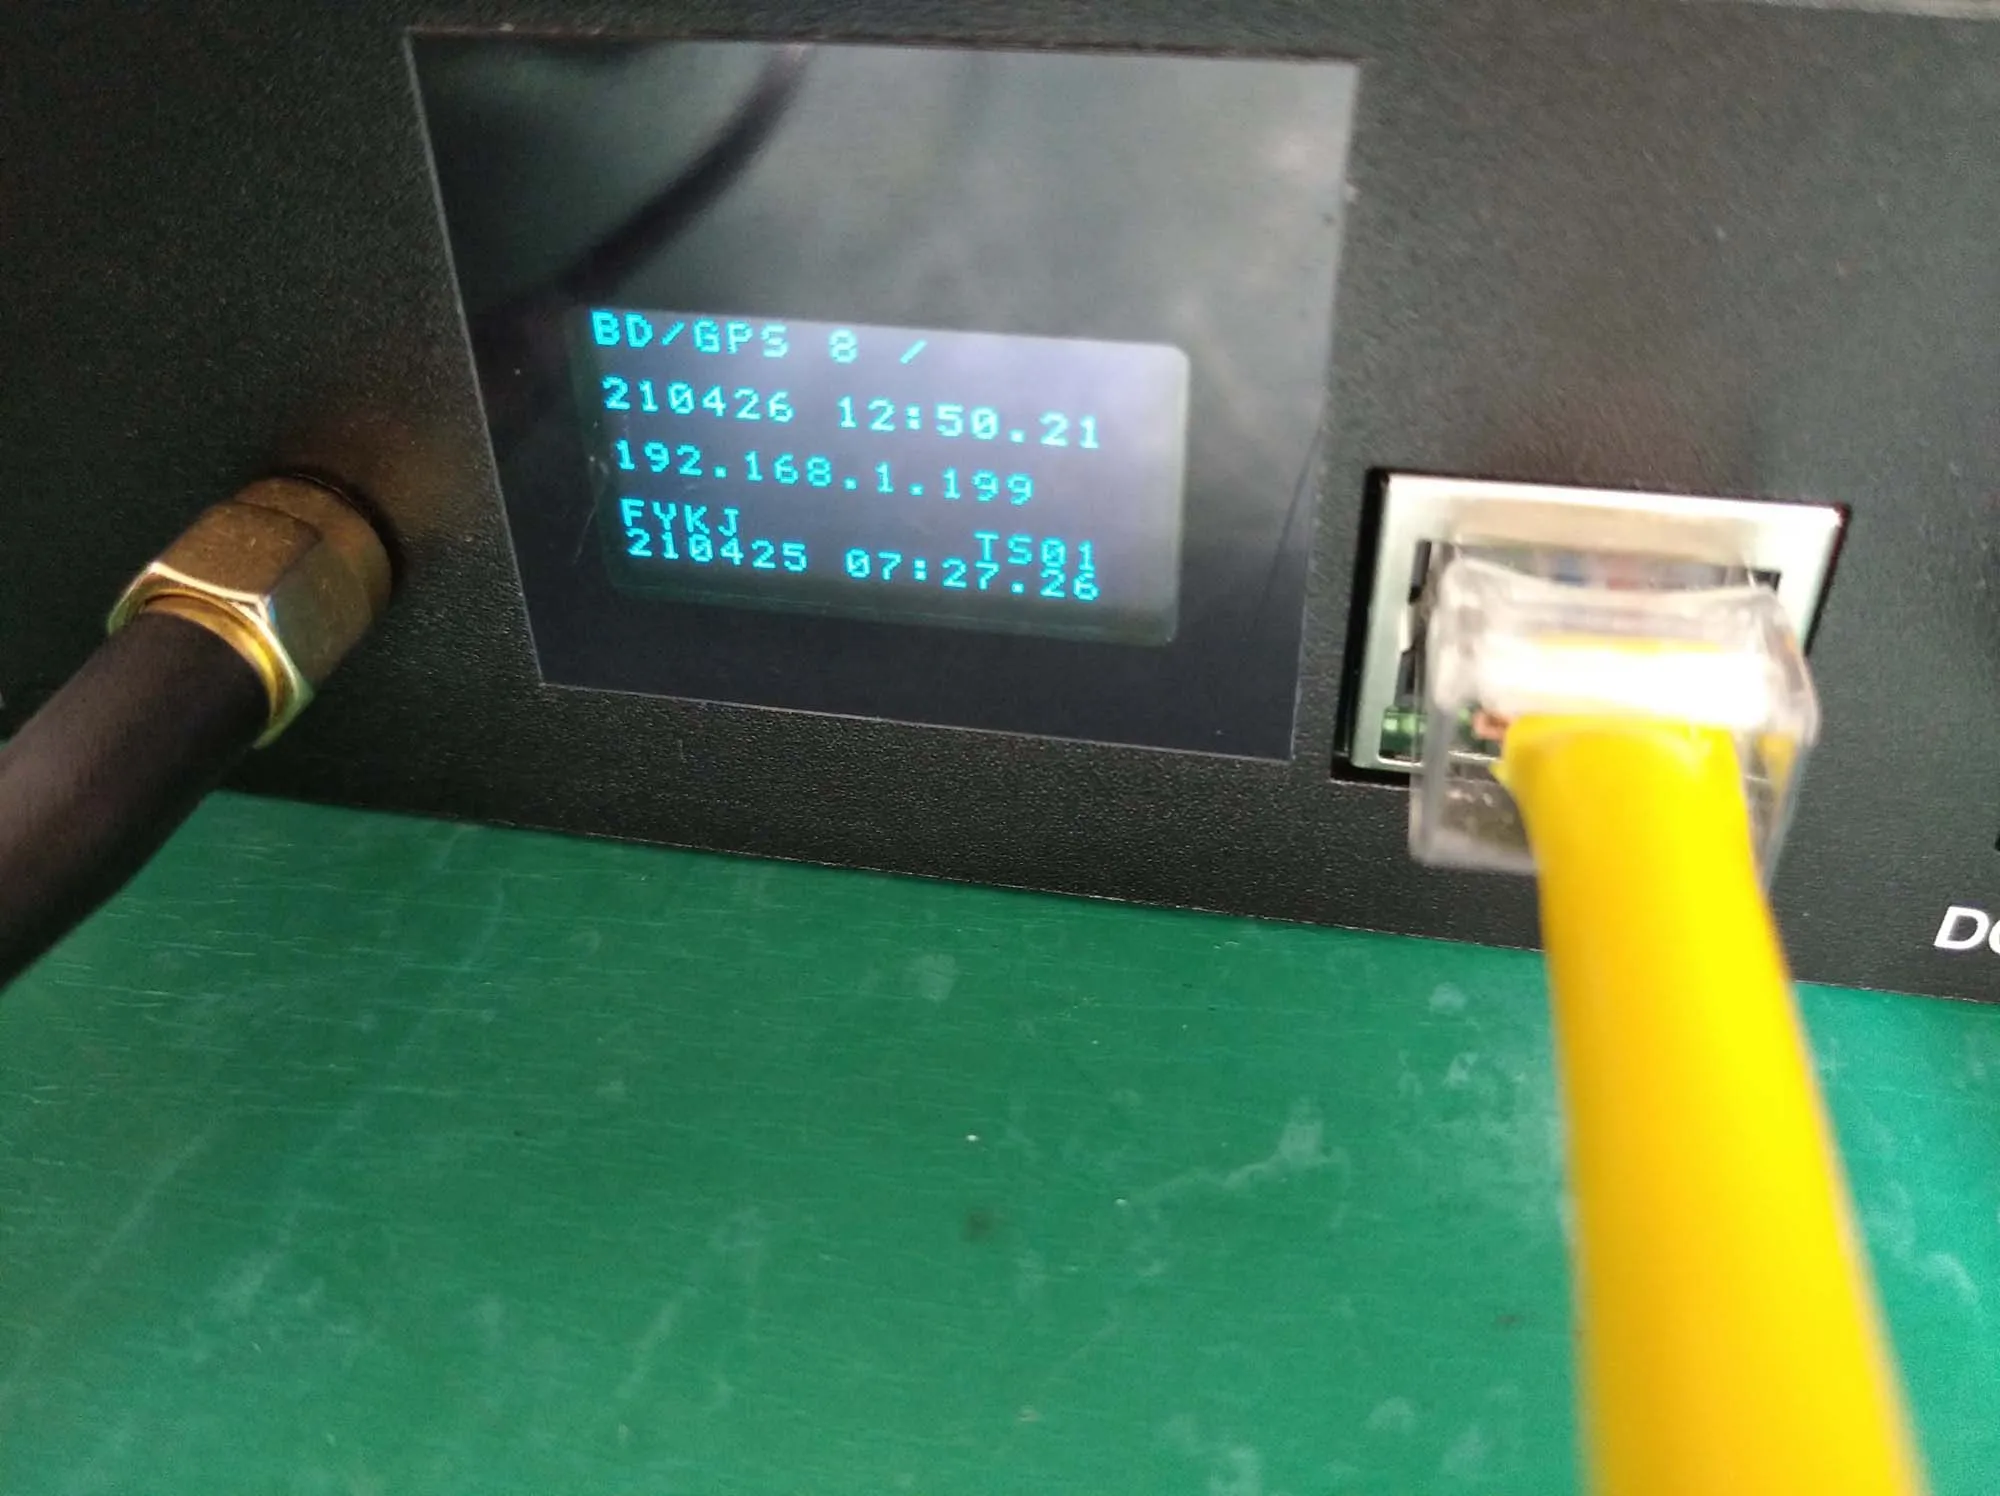 BD/GPS 8 /
210426 12:50.21
192.168.1.199
FYKJ TS01
210425 07:27.26